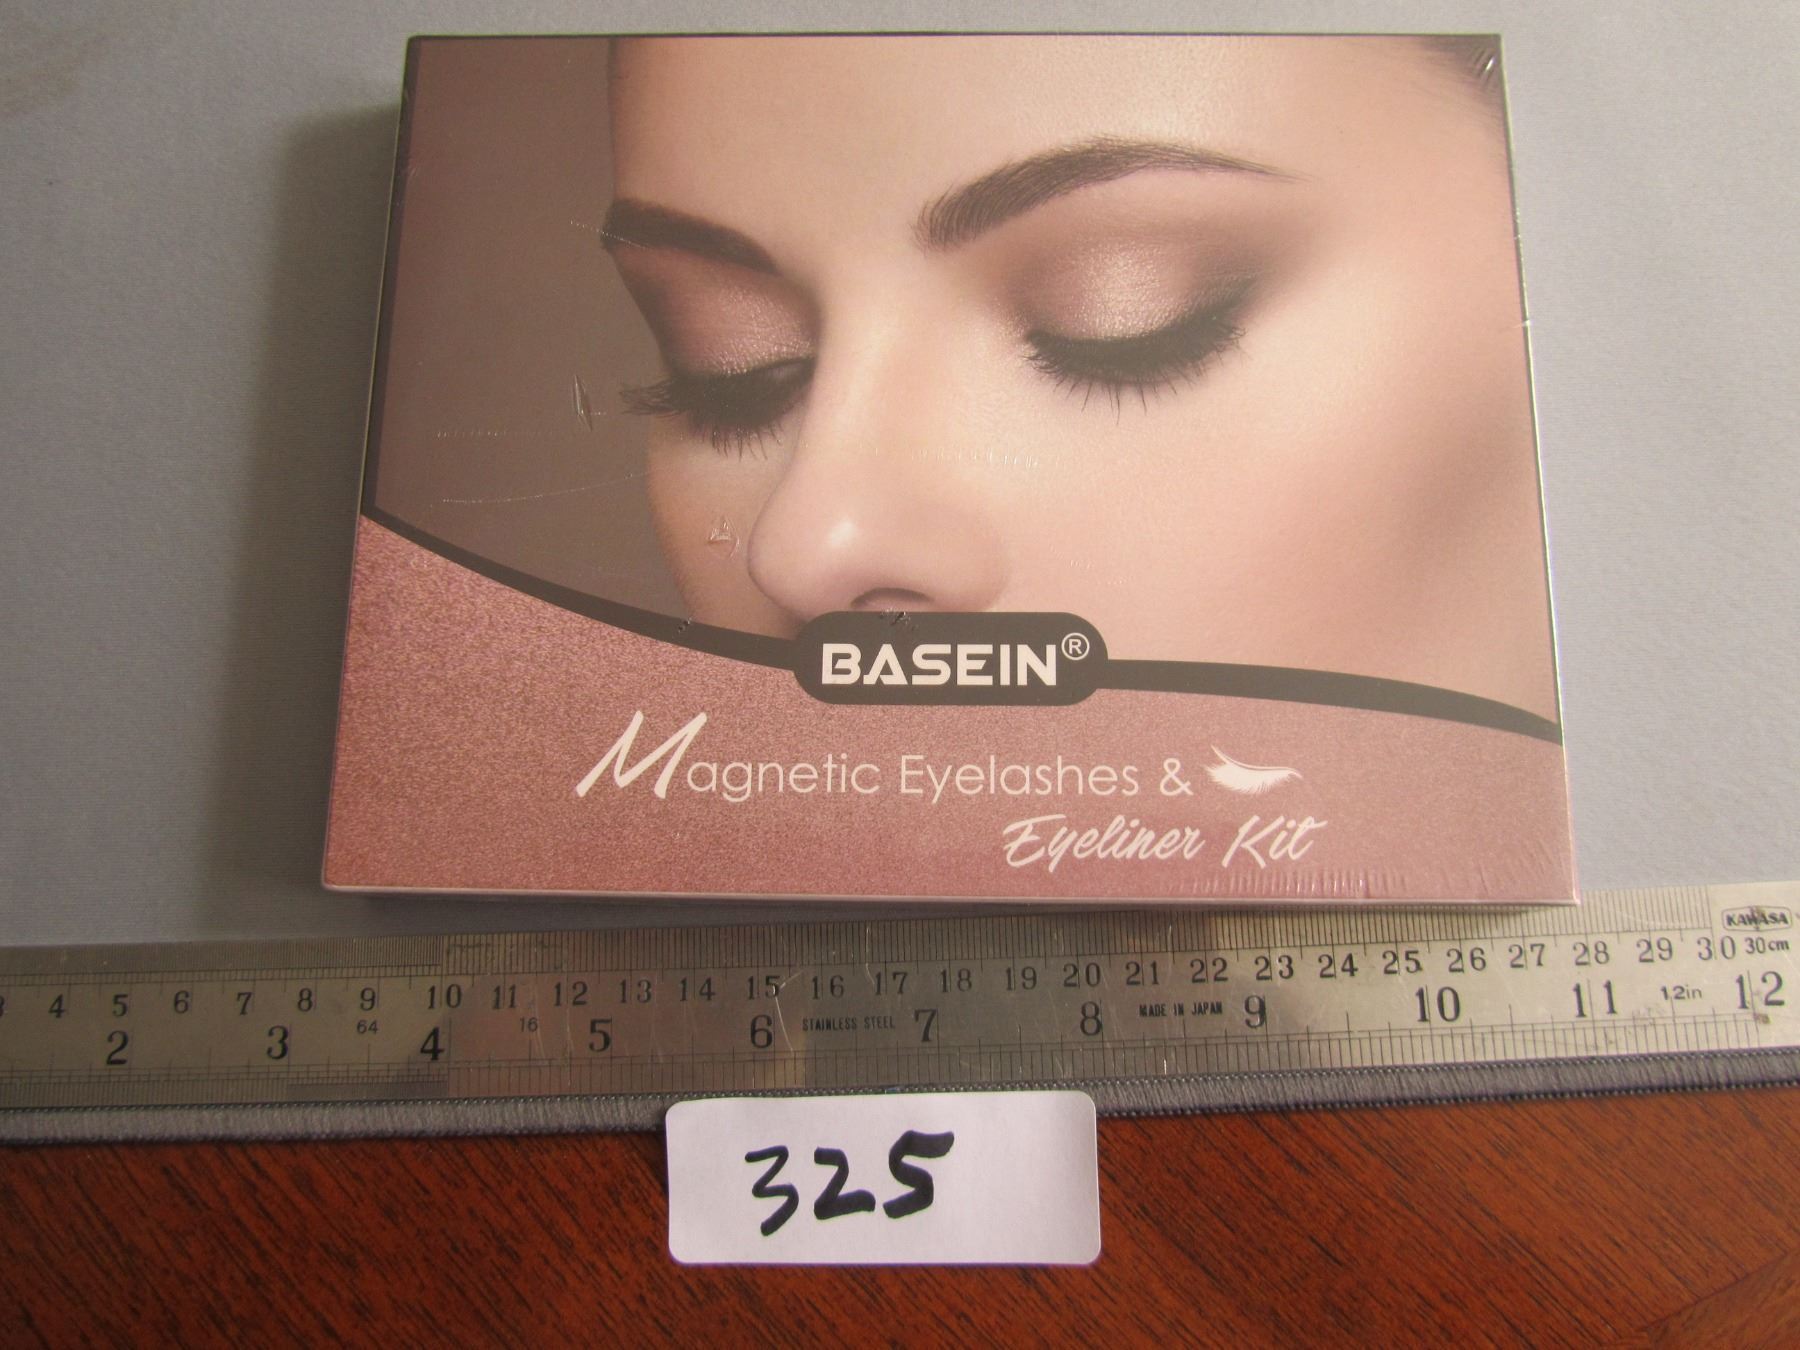 BASEIN®
Magnetic Eyelashes &
Eyeliner Kit
KAWASA
4 5 6 7 8 9 10 11 12 13 14 15 16 17 18 19 20 21 22 23 24 25 26 27 28 29 30 30cm
64 16 STAINLESS STEEL MADE IN JAPAN 12in
2 3 4 5 6 7 8 9 10 11 12
325